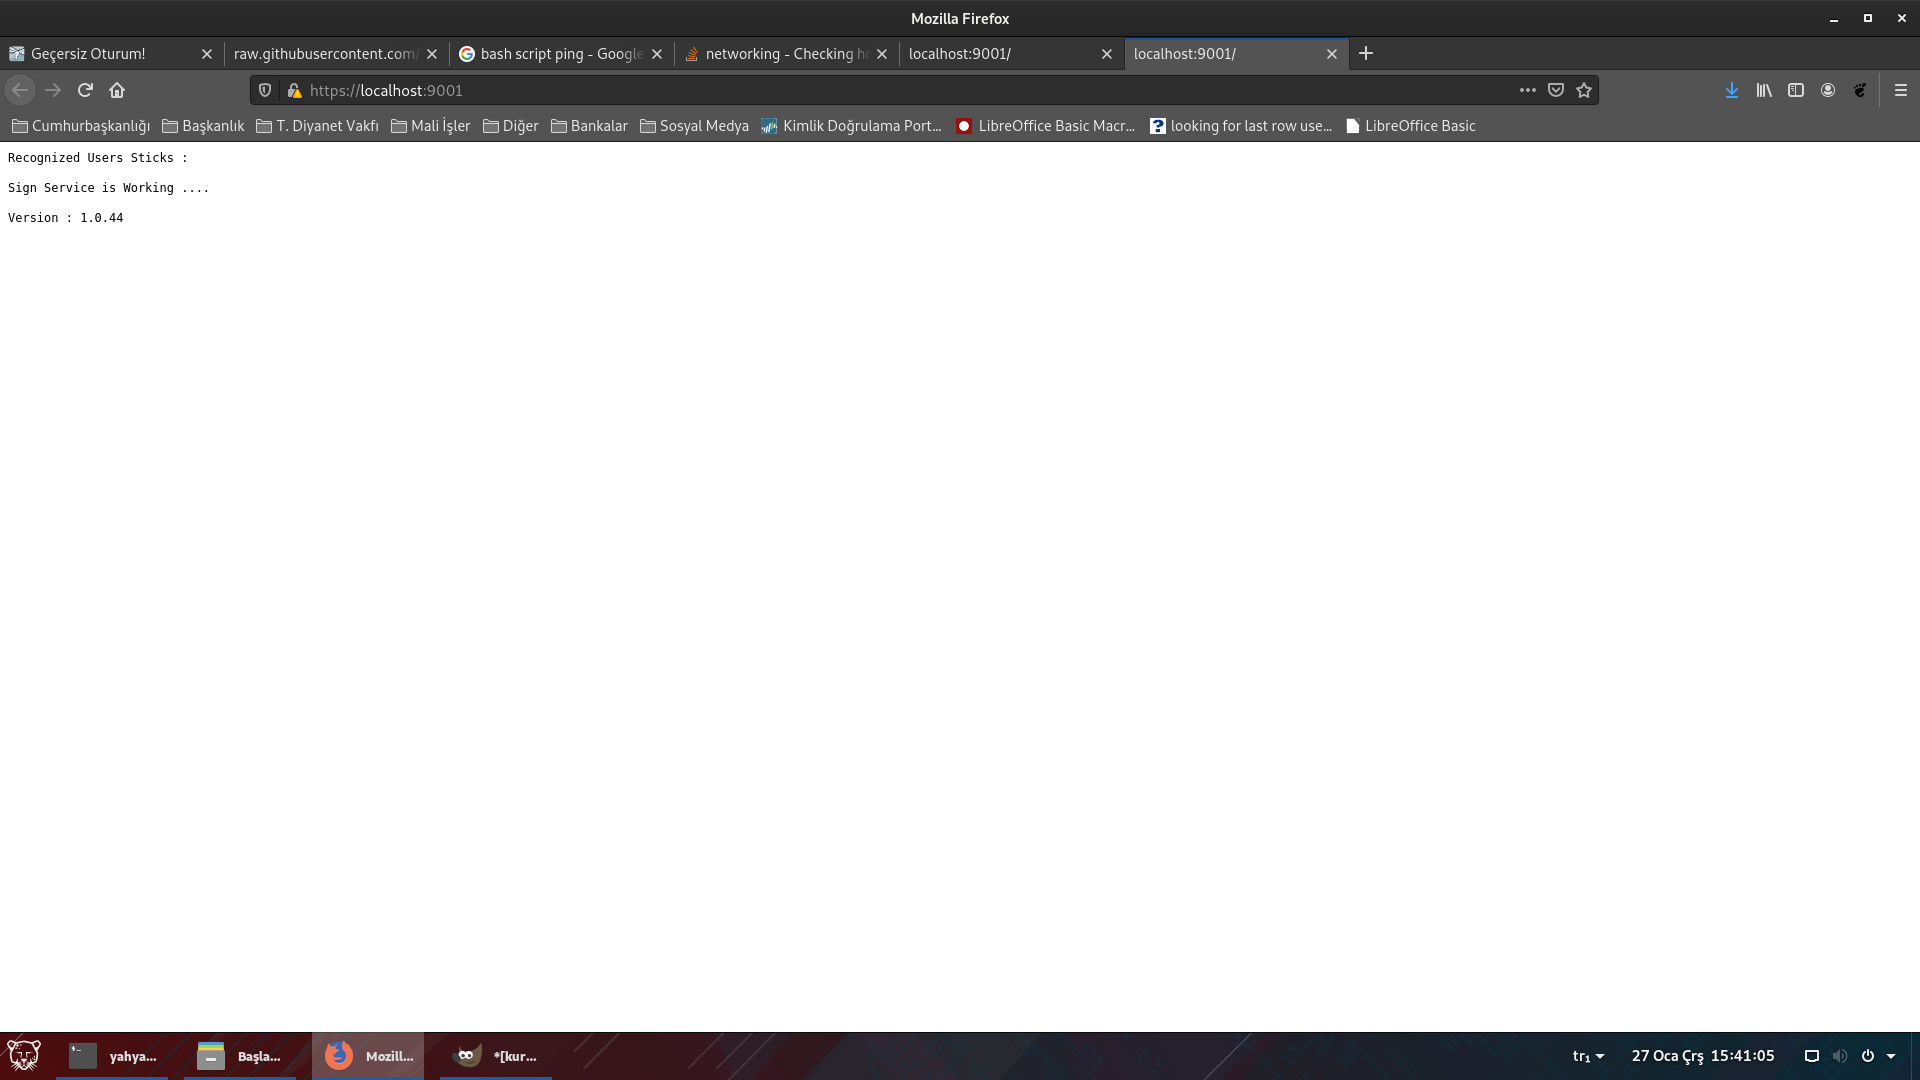 Mozilla Firefox
Geçersiz Oturum!
raw.githubusercontent.com/
bash script ping - Google
networking - Checking ho
localhost:9001/
localhost:9001/
https://localhost:9001
Cumhurbaşkanlığı
Başkanlık
T. Diyanet Vakfı
Mali İşler
Diğer
Bankalar
Sosyal Medya
Kimlik Doğrulama Port...
LibreOffice Basic Macr...
looking for last row use...
LibreOffice Basic
Recognized Users Sticks :
Sign Service is Working ....
Version : 1.0.44
yahya...
Başla...
Mozill...
*[kur...
tr₁
27 Oca Çrş 15:41:05